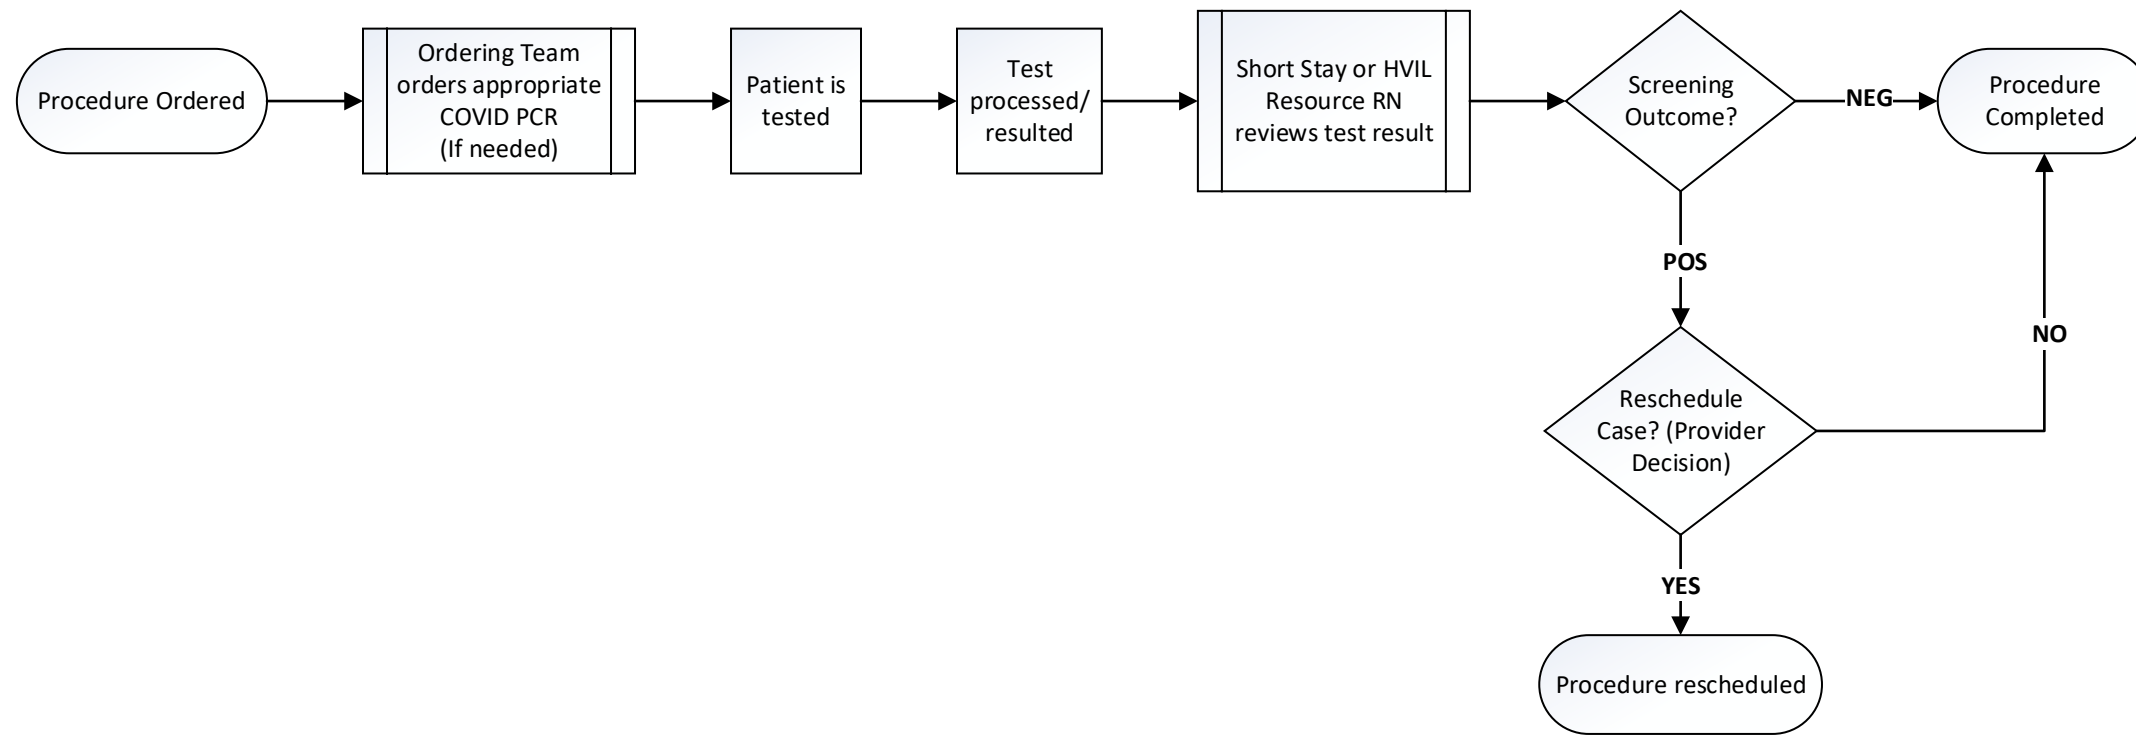 Procedure Ordered
Ordering Team
orders appropriate
COVID PCR
(If needed)
Patient is
tested
Test
processed/
resulted
Short Stay or HVIL
Resource RN
reviews test result
Screening
Outcome?
NEG
Procedure
Completed
POS
NO
Reschedule
Case? (Provider
Decision)
YES
Procedure rescheduled